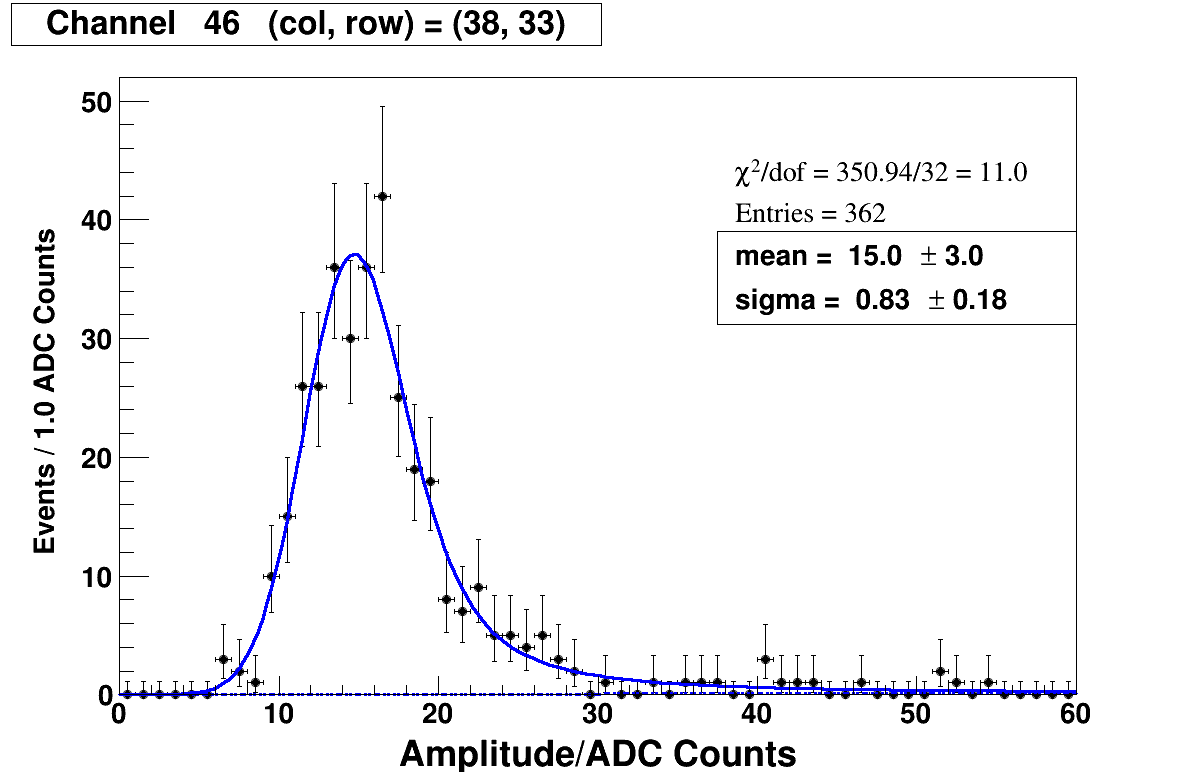 Channel 46 (col, row) = (38, 33)
50
40
30
20
10
0
Events / 1.0 ADC Counts
χ²/dof = 350.94/32 = 11.0
Entries = 362
mean = 15.0 ± 3.0
sigma = 0.83 ± 0.18
0 10 20 30 40 50 60
Amplitude/ADC Counts